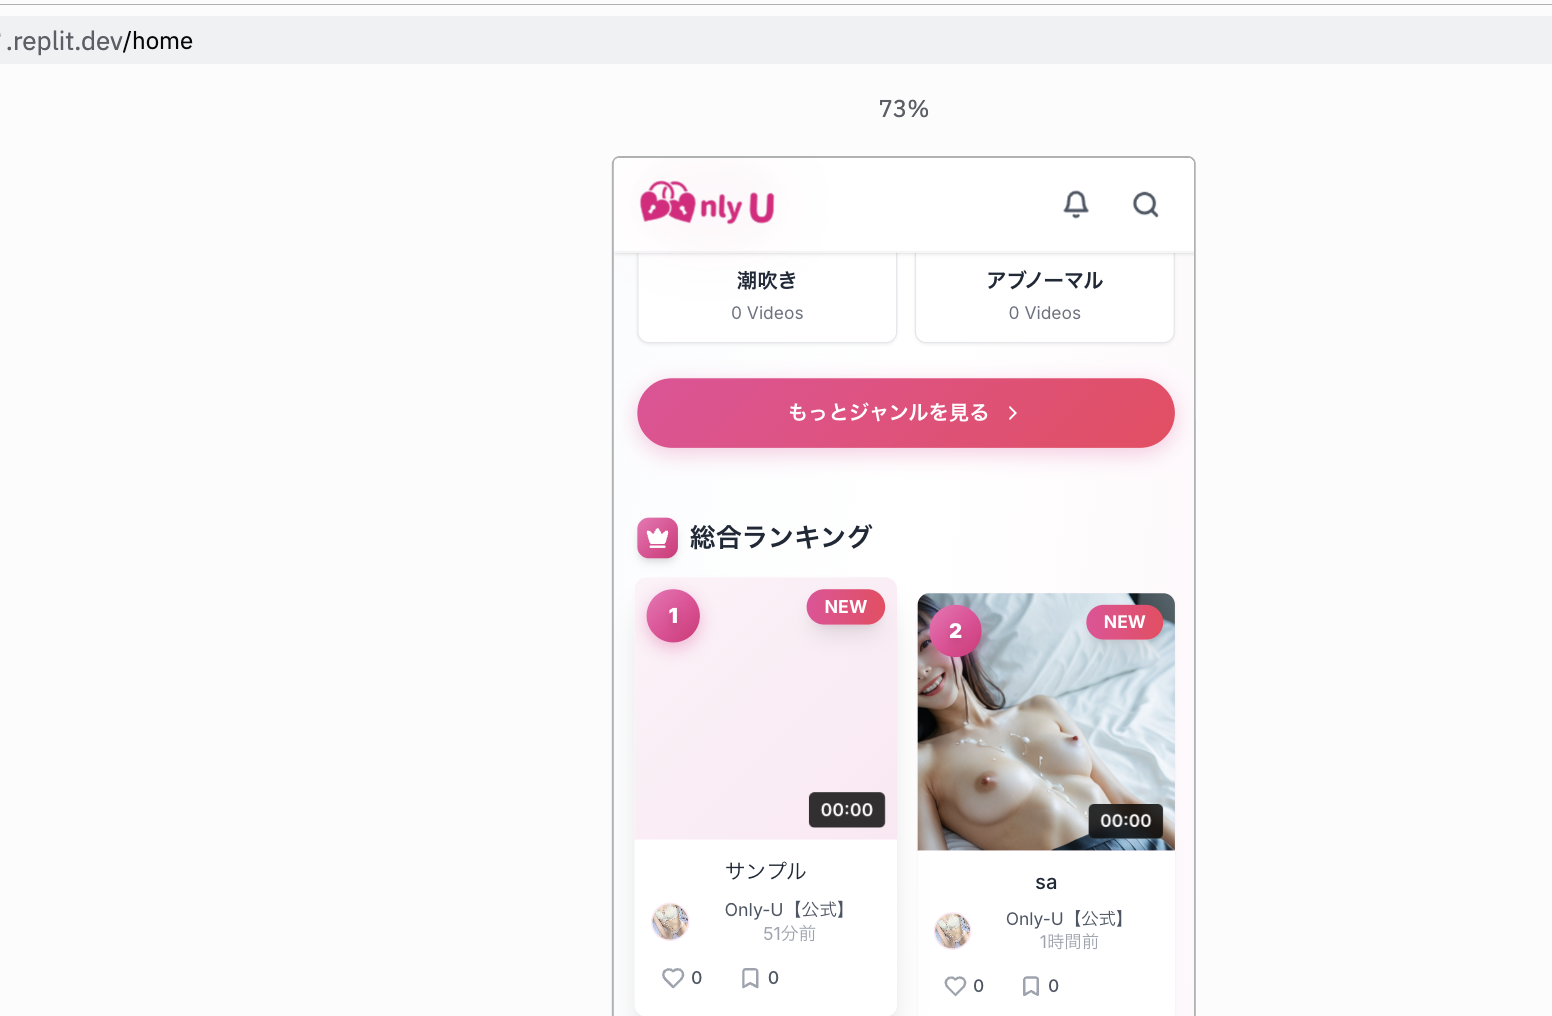 .replit.dev/home
73%
nly U
潮吹き
0 Videos
アブノーマル
0 Videos
もっとジャンルを見る
総合ランキング
1
NEW
00:00
サンプル
Only-U【公式】
51分前
0
0
2
NEW
00:00
sa
Only-U【公式】
1時間前
0
0